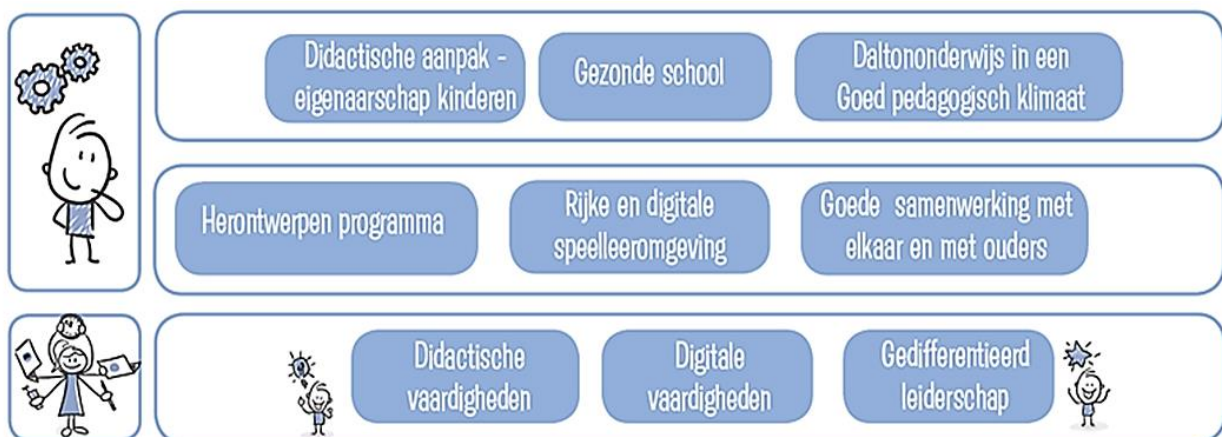 Didactische aanpak -
eigenaarschap kinderen
Gezonde school
Daltononderwijs in een
Goed pedagogisch klimaat
Herontwerpen programma
Rijke en digitale
speelleeromgeving
Goede samenwerking met
elkaar en met ouders
Didactische
vaardigheden
Digitale
vaardigheden
Gedifferentieerd
leiderschap